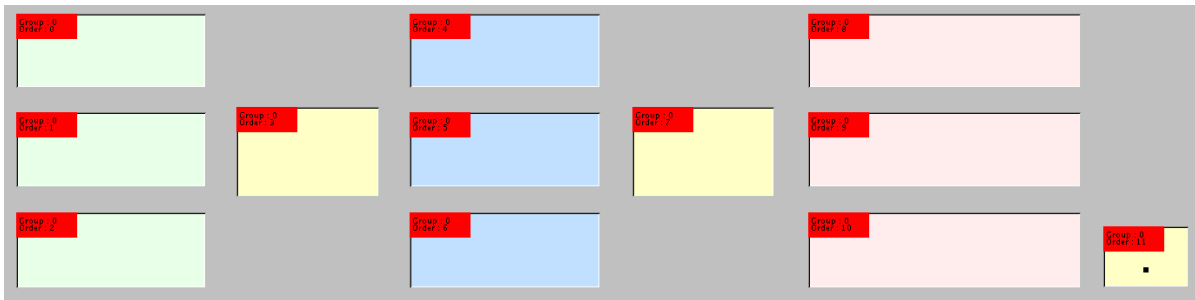 Group : 0
Order : 0
Group : 0
Order : 4
Group : 0
Order : 8
Group : 0
Order : 3
Group : 0
Order : 7
Group : 0
Order : 1
Group : 0
Order : 5
Group : 0
Order : 9
Group : 0
Order : 2
Group : 0
Order : 6
Group : 0
Order : 10
Group : 0
Order : 11